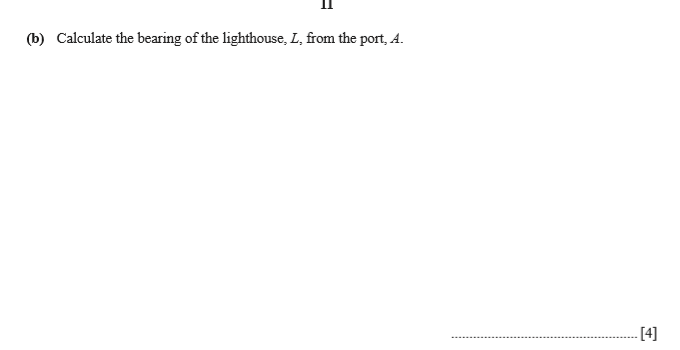 11
(b) Calculate the bearing of the lighthouse, L, from the port, A.
.................................................... [4]